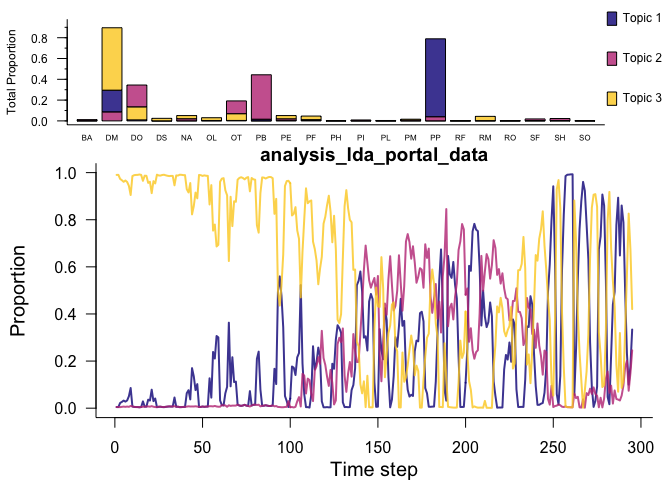 Topic 1
Topic 2
Topic 3
Total Proportion
0.8
0.6
0.4
0.2
0.0
BA DM DO DS NA OL OT PB PE PF PH PI PL PM PP RF RM RO SF SH SO
analysis_lda_portal_data
Proportion
1.0
0.8
0.6
0.4
0.2
0.0
0 50 100 150 200 250 300
Time step